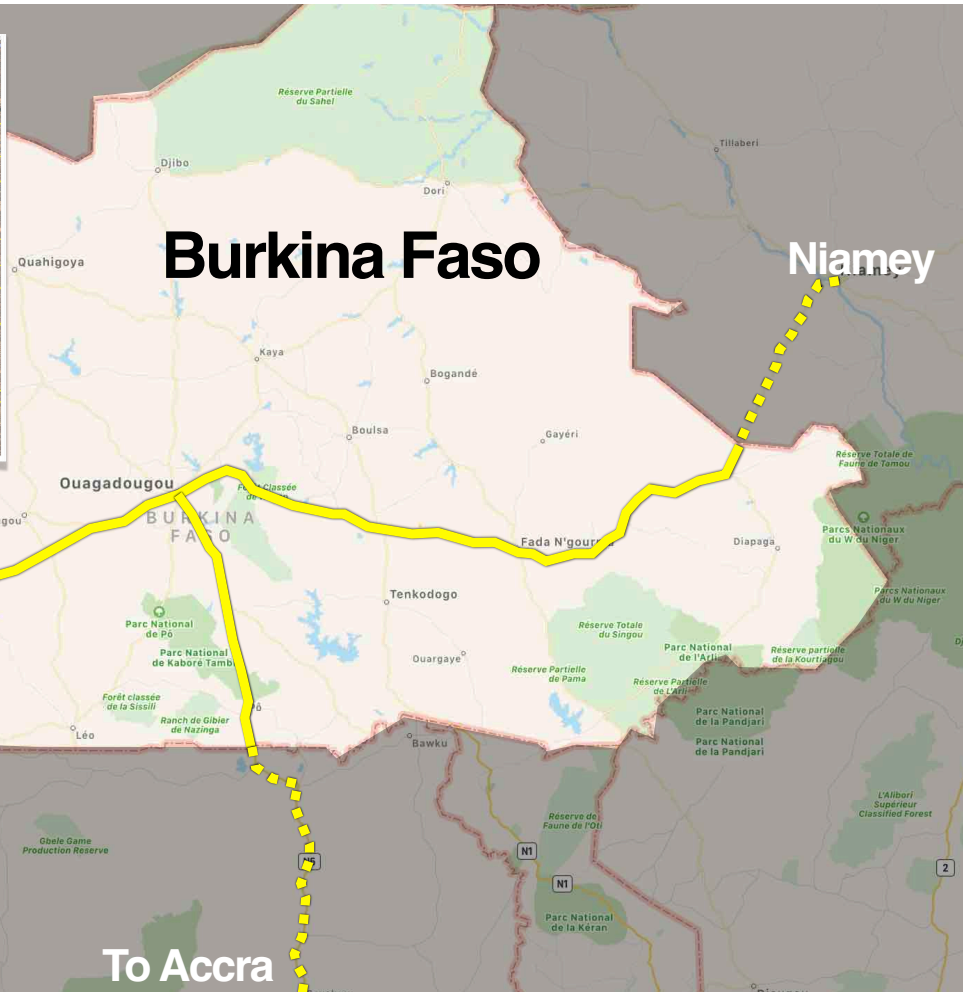 Réserve Partielle
du Sahel
Tillaberi
Djibo
Dori
Burkina Faso
Niamey
Ouahigoya
Kaya
Bogandé
Boulsa
Gayéri
Réserve Totale de
Faune de Tamou
Ouagadougou
Forêt Classée
gou
BURKINA
FASO
Parcs Nationaux
du W du Niger
Fada N'gour
Diapaga
Parcs Nationaux
du W du Niger
Tenkodogo
Parc National
de Pô
Réserve Totale
du Singou
Parc National
de Kaboré Tamb
Ouargaye
Parc National
de l'Arli
Réserve partielle
de la Kourtiagou
Réserve Partielle
de Pama
Réserve Partielle
de L'Arli
Forêt classée
de la Sissili
Pô
Ranch de Gibier
de Nazinga
Parc National
de la Pandjari
Léo
Bawku
Parc National
de la Pandjari
L'Alibori
Supérieur
Classified Forest
Réserve de
Faune de l'Oti
Gbele Game
Production Reserve
N1
2
N1
Parc National
de la Kéran
To Accra